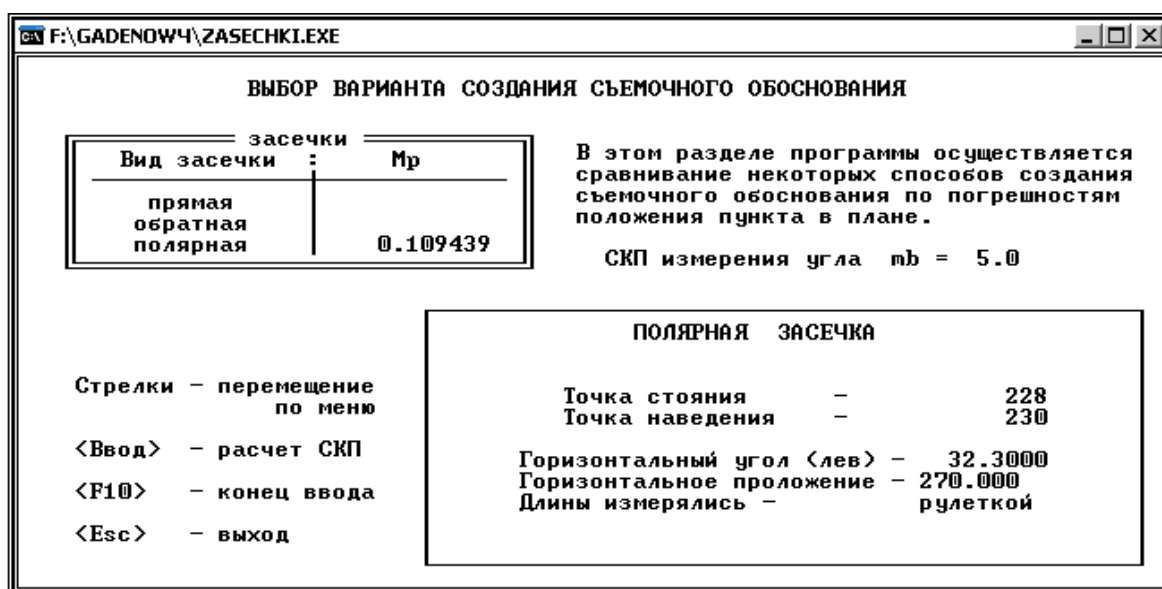 F:\GADENOWЧ\ZASECHKI.EXE
ВЫБОР ВАРИАНТА СОЗДАНИЯ СЪЕМОЧНОГО ОБОСНОВАНИЯ
засечки
Вид засечки : Mp
прямая
обратная
полярная 0.109439
В этом разделе программы осуществляется
сравнивание некоторых способов создания
съемочного обоснования по погрешностям
положения пункта в плане.
СКП измерения угла mb = 5.0
Стрелки - перемещение
по меню
<Ввод> - расчет СКП
<F10> - конец ввода
<Esc> - выход
ПОЛЯРНАЯ ЗАСЕЧКА
Точка стояния - 228
Точка наведения - 230
Горизонтальный угол (лев) - 32.3000
Горизонтальное проложение - 270.000
Длины измерялись - рулеткой